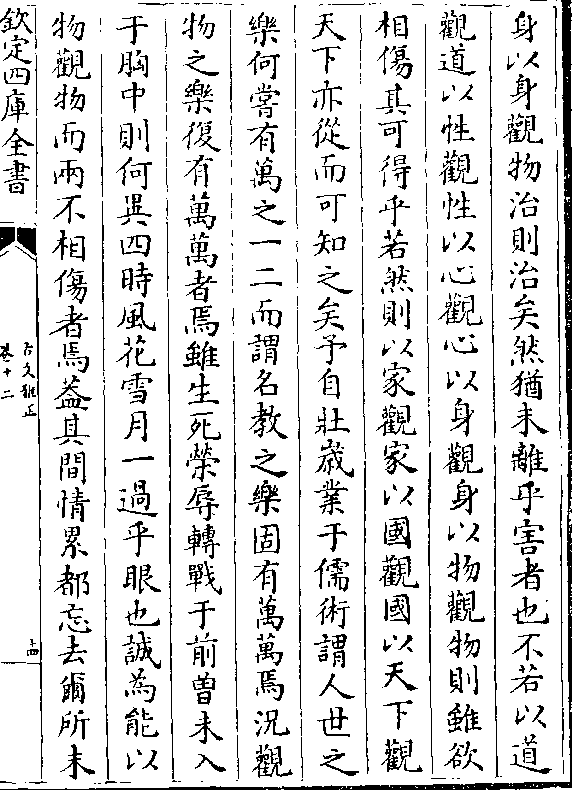 身以身觀物治則治矣然猶未離乎害者也不若以道
觀道以性觀性以心觀心以身觀身以物觀物則雖欲
相傷其可得乎若然則以家觀家以國觀國以天下觀
天下亦從而可知之矣予自壯歲業于儒術謂人世之
樂何嘗有萬之一二而謂名教之樂固有萬萬焉況觀
物之樂復有萬萬者焉雖生死榮辱轉戰于前曽未入
于胸中則何異四時風花雪月一過乎眼也誠為能以
物觀物而兩不相傷者焉葢其間情累都忘去爾所未
欽定四庫全書
古文雅正
卷十二
十四